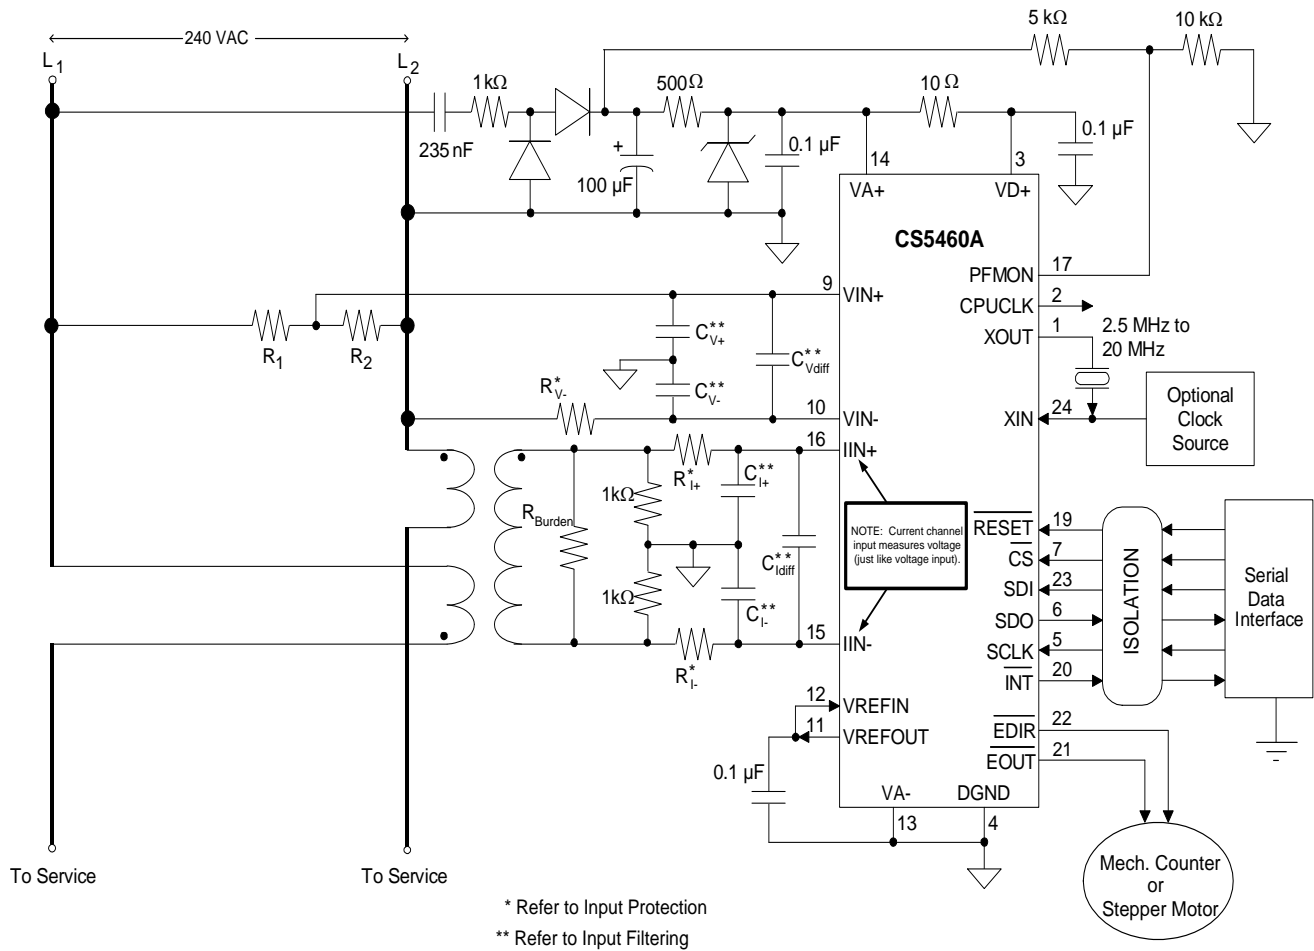 240 VAC
L1
L2
5 kΩ
10 kΩ
1kΩ
500Ω
10 Ω
235 nF
+
100 µF
0.1 µF
0.1 µF
14
3
VA+
VD+
CS5460A
PFMON
17
CPUCLK
2
XOUT
1
2.5 MHz to
20 MHz
9
VIN+
R1
R2
CV+**
CVdiff**
CV-**
RV-*
10
VIN-
XIN
24
Optional
Clock
Source
16
IIN+
RI+*
CI+**
1kΩ
RBurden
CIdiff**
NOTE: Current channel
input measures voltage
(just like voltage input).
1kΩ
CI-**
15
IIN-
RI-*
RESET
19
CS
7
SDI
23
SDO
6
SCLK
5
INT
20
ISOLATION
Serial
Data
Interface
12
VREFIN
11
VREFOUT
EDIR
22
EOUT
21
0.1 µF
VA-
DGND
13
4
Mech. Counter
or
Stepper Motor
To Service
To Service
* Refer to Input Protection
** Refer to Input Filtering